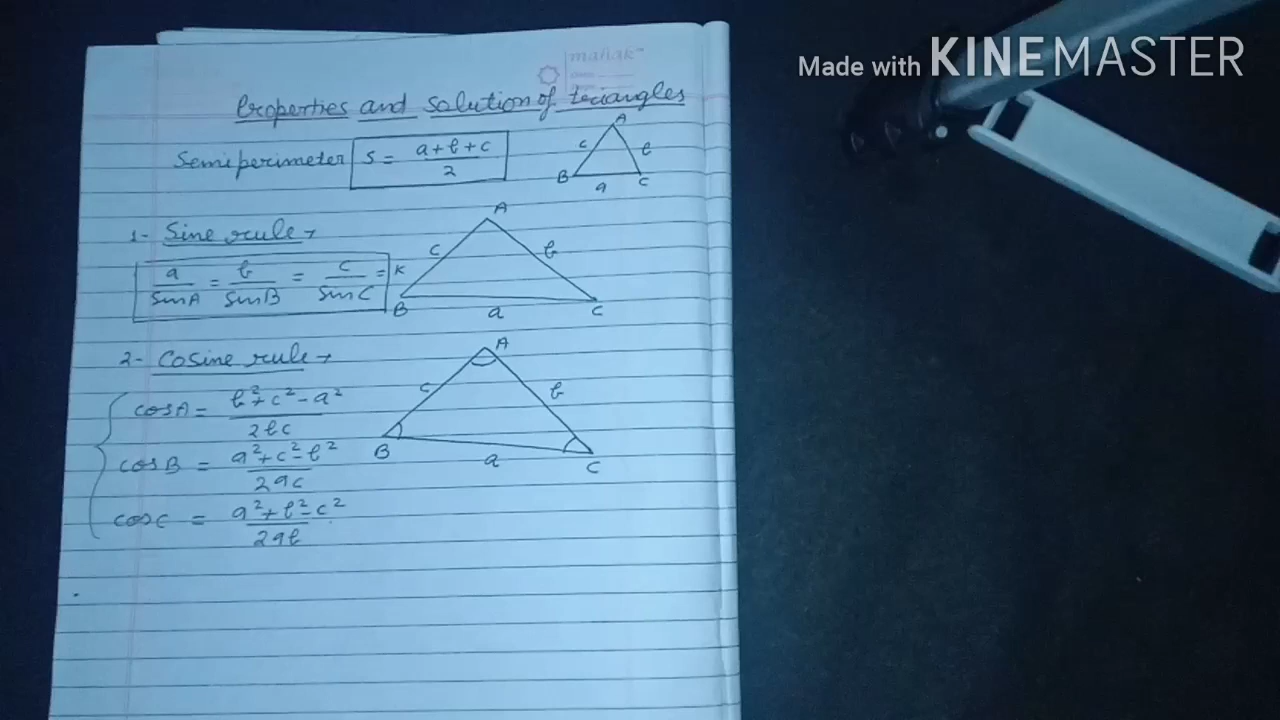 mahak
Made with KINEMASTER
Properties and solution of triangles
Semiperimeter S = a+b+c / 2
A
c b
B C
a
1- Sine rule →
a / sinA = b / sinB = c / sinC = K
A
c b
B C
a
2- Cosine rule →
cosA = b²+c²-a² / 2bc
cosB = a²+c²-b² / 2ac
cosC = a²+b²-c² / 2ab
A
c b
B C
a